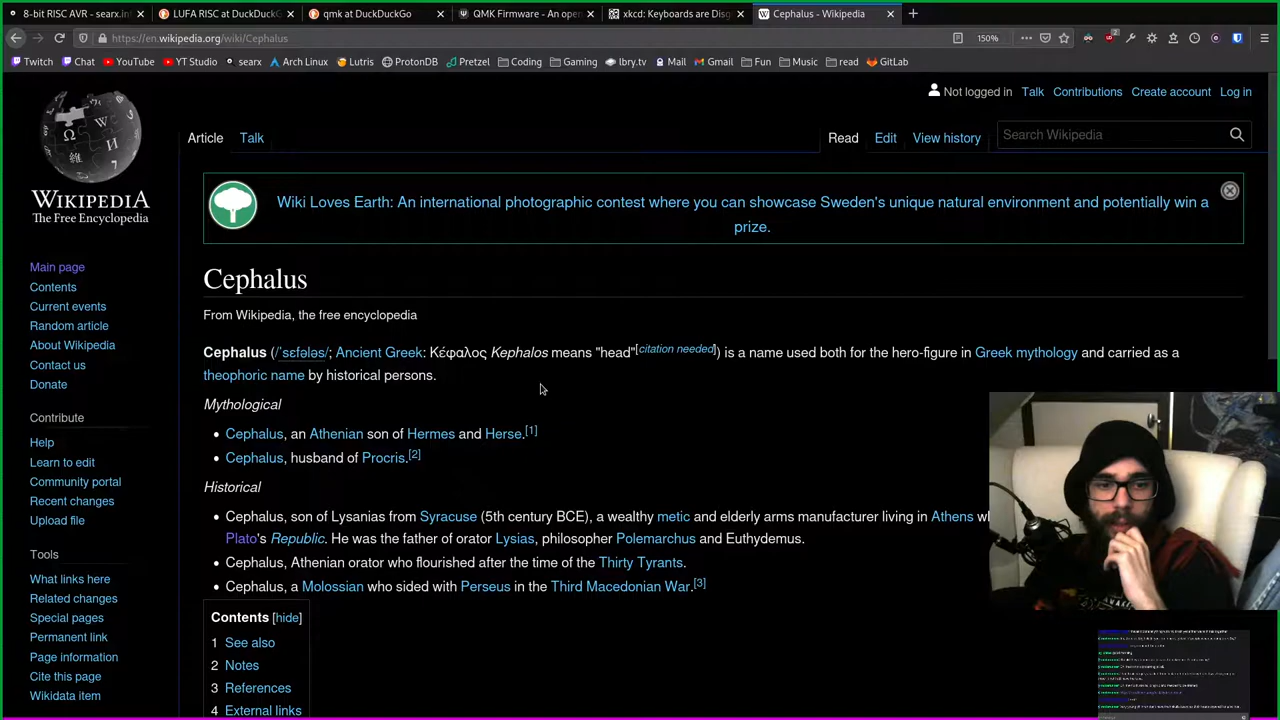 8-bit RISC AVR - searx.in
LUFA RISC at DuckDuckG
qmk at DuckDuckGo
QMK Firmware - An open
xkcd: Keyboards are Disg
Cephalus - Wikipedia
https://en.wikipedia.org/wiki/Cephalus
150%
Twitch Chat YouTube YT Studio searx Arch Linux Lutris ProtonDB Pretzel Coding Gaming lbry.tv Mail Gmail Fun Music read GitLab
Not logged in Talk Contributions Create account Log in
Article Talk
Read Edit View history
Search Wikipedia
WIKIPEDIA
The Free Encyclopedia
Wiki Loves Earth: An international photographic contest where you can showcase Sweden's unique natural environment and potentially win a
prize.
Main page
Contents
Current events
Random article
About Wikipedia
Contact us
Donate
Contribute
Help
Learn to edit
Community portal
Recent changes
Upload file
Tools
What links here
Related changes
Special pages
Permanent link
Page information
Cite this page
Wikidata item
Cephalus
From Wikipedia, the free encyclopedia
Cephalus (/ˈsɛfələs/; Ancient Greek: Κέφαλος Kephalos means "head"[citation needed]) is a name used both for the hero-figure in Greek mythology and carried as a
theophoric name by historical persons.
Mythological
Cephalus, an Athenian son of Hermes and Herse.[1]
Cephalus, husband of Procris.[2]
Historical
Cephalus, son of Lysanias from Syracuse (5th century BCE), a wealthy metic and elderly arms manufacturer living in Athens w
Plato's Republic. He was the father of orator Lysias, philosopher Polemarchus and Euthydemus.
Cephalus, Athenian orator who flourished after the time of the Thirty Tyrants.
Cephalus, a Molossian who sided with Perseus in the Third Macedonian War.[3]
Contents [hide]
1 See also
2 Notes
3 References
4 External links